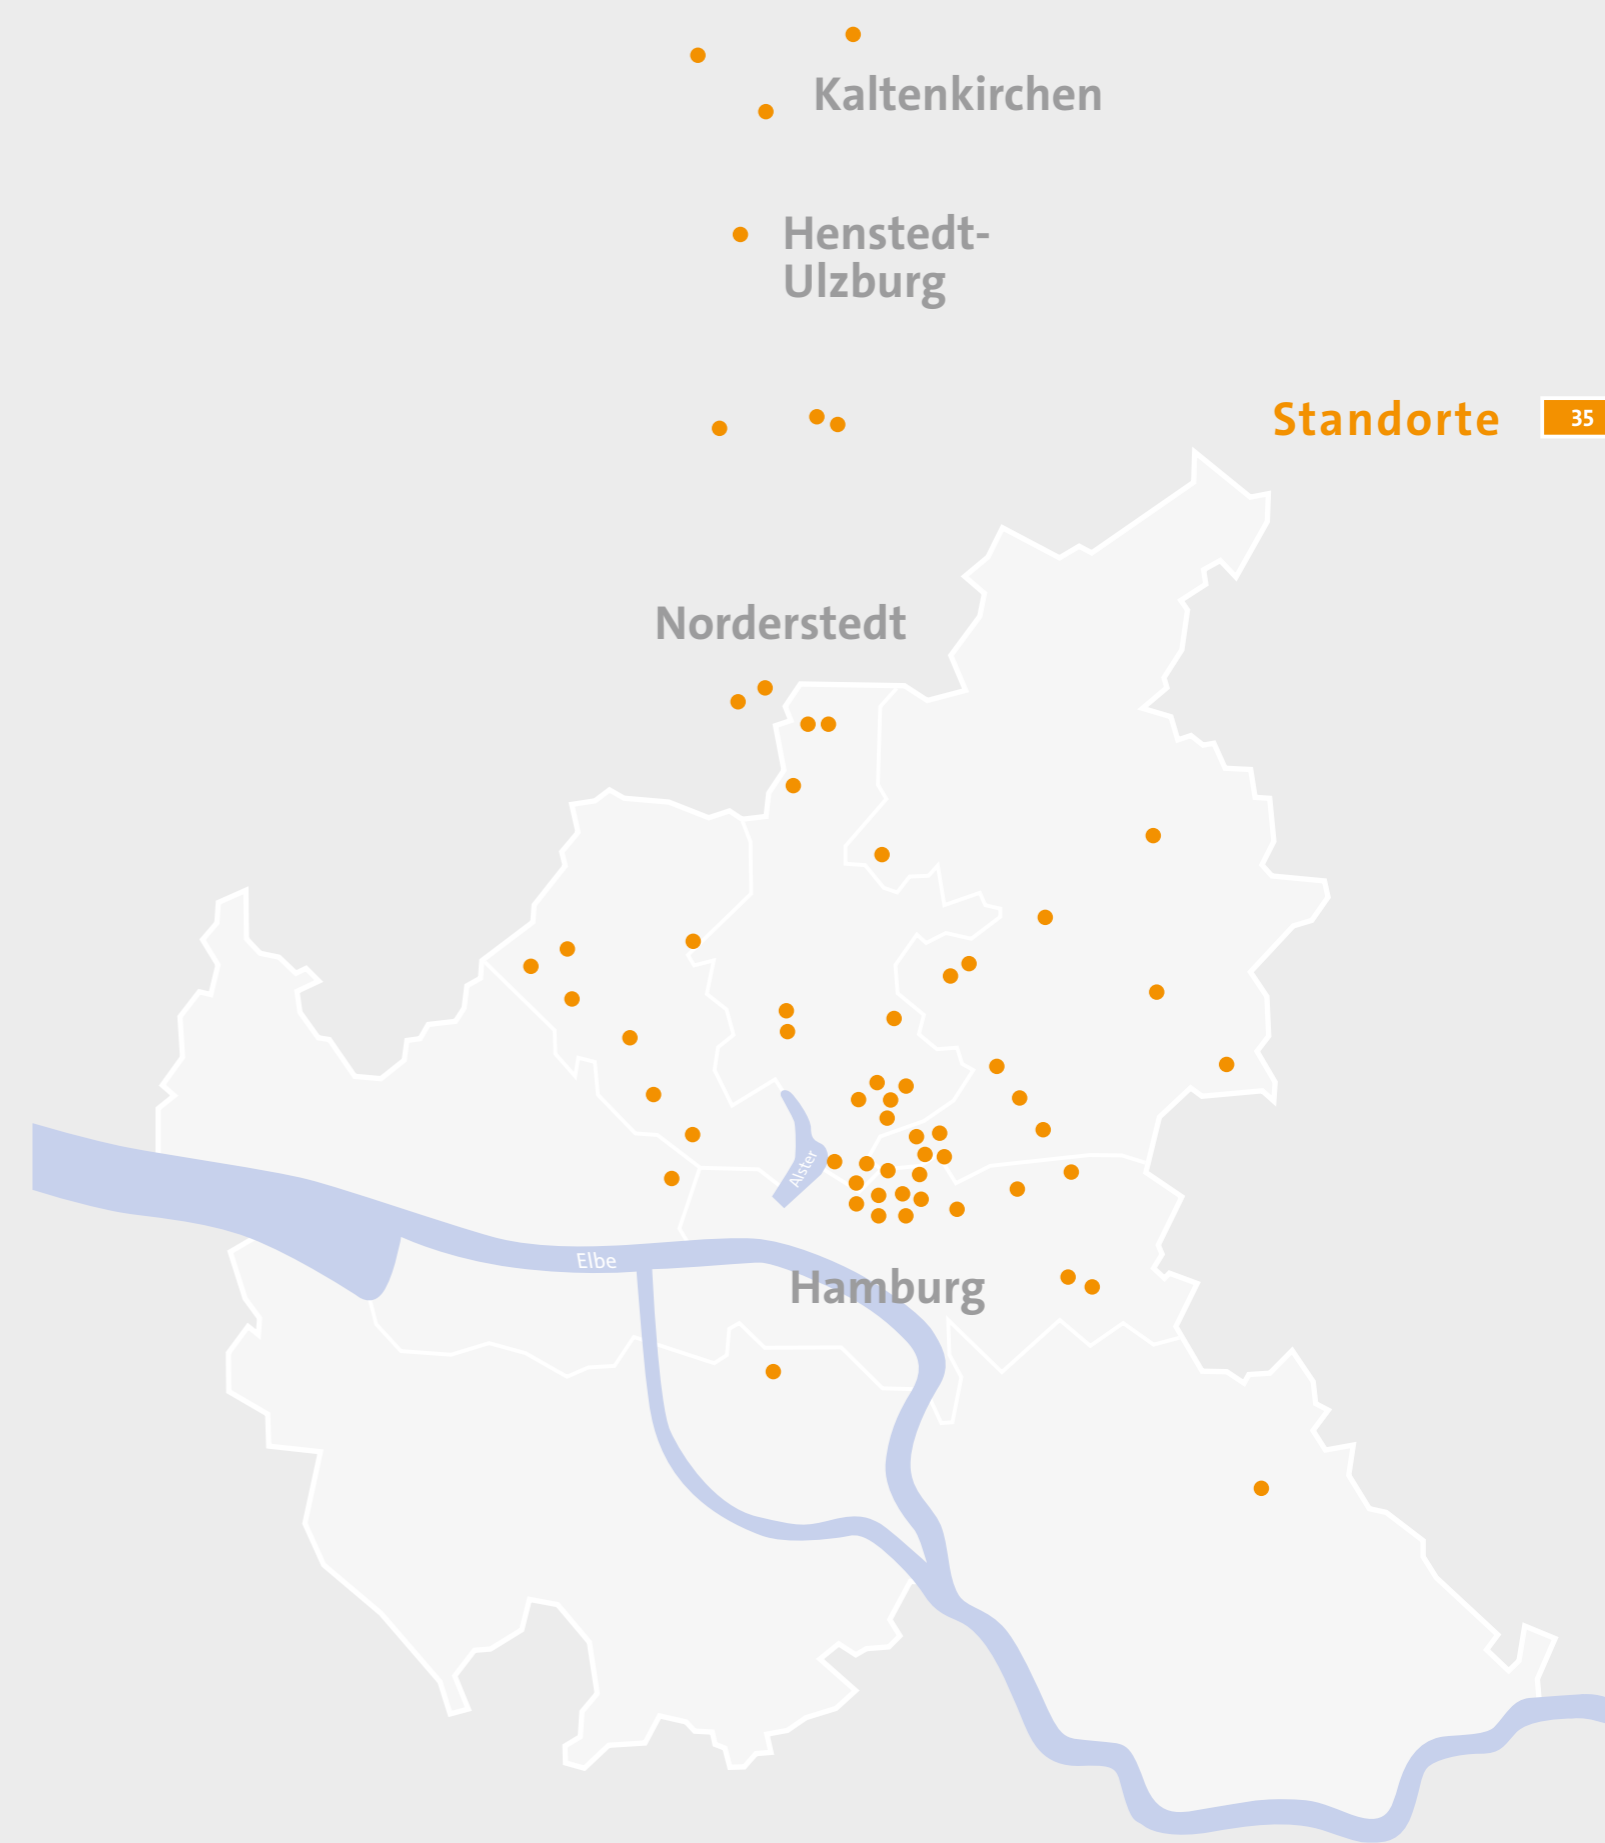 Kaltenkirchen
Henstedt-
Ulzburg
Standorte 35
Norderstedt
Alster
Elbe
Hamburg